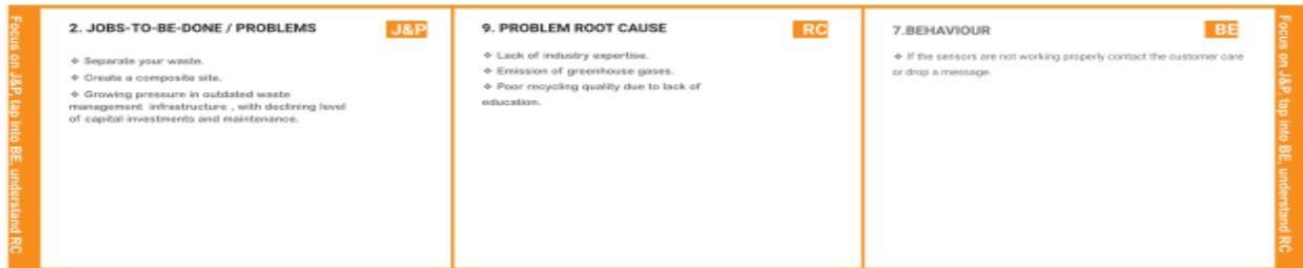 Focus on J&P, tap into BE, understand RC
2. JOBS-TO-BE-DONE / PROBLEMS
J&P
❖ Separate your waste.
❖ Create a composite site.
❖ Growing pressure in outdated waste
management infrastructure , with declining level
of capital investments and maintenance.
9. PROBLEM ROOT CAUSE
RC
❖ Lack of industry expertise.
❖ Emission of greenhouse gases.
❖ Poor recycling quality due to lack of
education.
7.BEHAVIOUR
BE
❖ If the sensors are not working properly contact the customer care
or drop a message.
Focus on J&P, tap into BE, understand RC